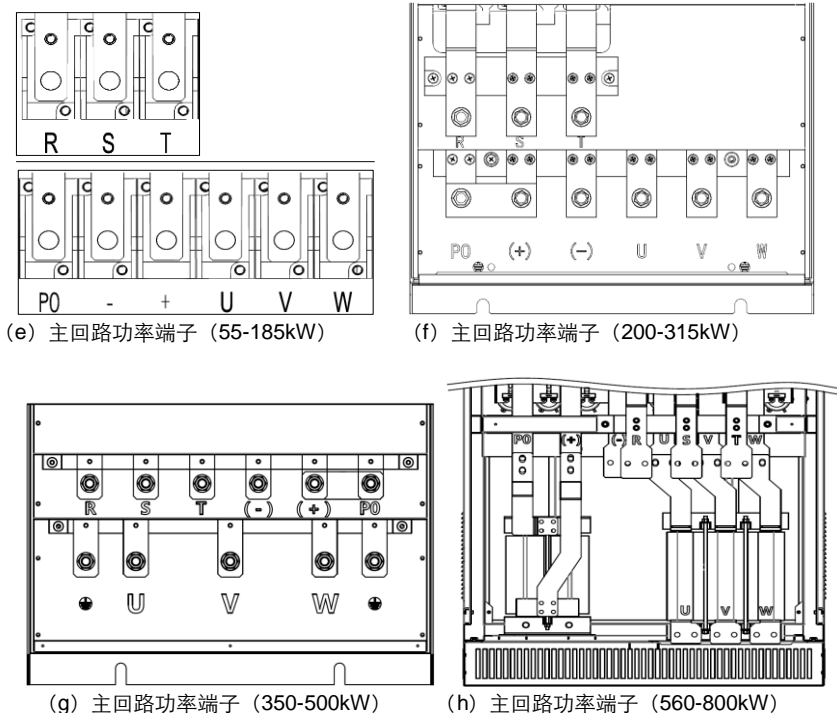 R S T
P0 - + U V W
(e) 主回路功率端子（55-185kW）
R S T
P0 (+) (-) U V W
(f) 主回路功率端子（200-315kW）
R S T (-) (+) P0
U V W
(g) 主回路功率端子（350-500kW）
P0 (+) (-) R U S V T W
U V W
(h) 主回路功率端子（560-800kW）